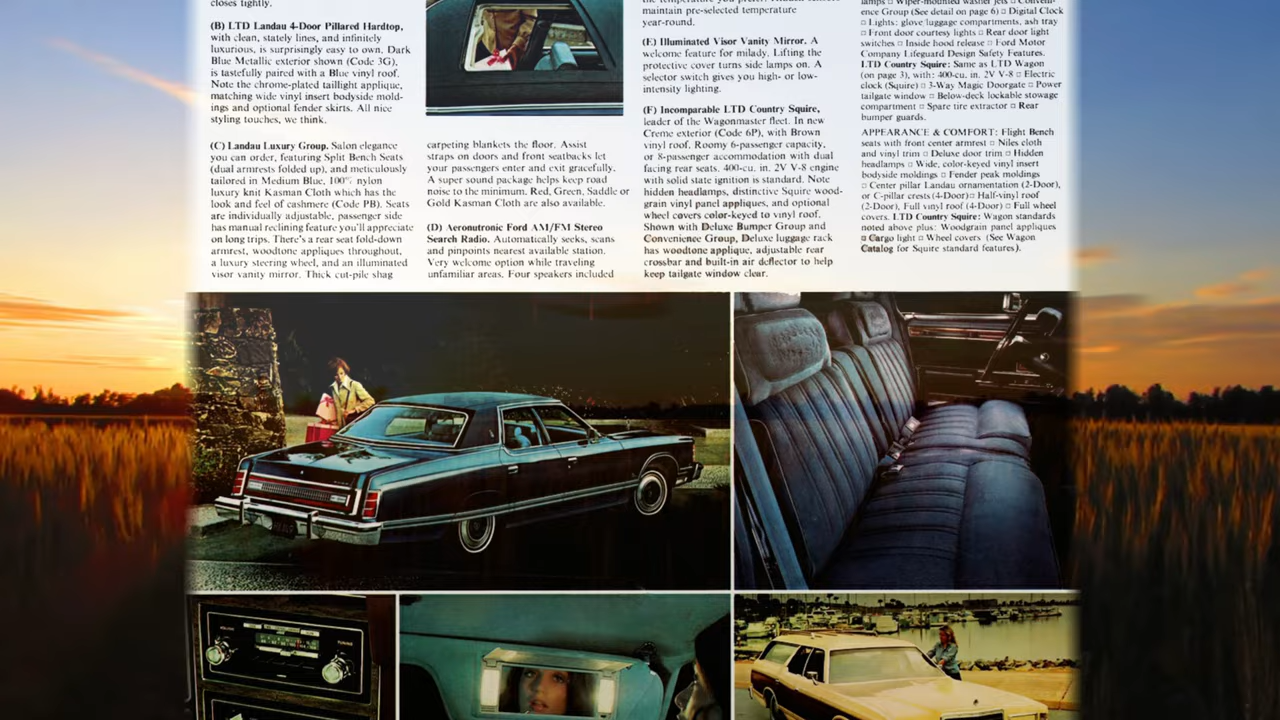 closes tightly.
(B) LTD Landau 4-Door Pillared Hardtop,
with clean, stately lines, and infinitely
luxurious, is surprisingly easy to own. Dark
Blue Metallic exterior shown (Code 3G),
is tastefully paired with a Blue vinyl roof.
Note the chrome-plated taillight applique,
matching wide vinyl insert bodyside mold-
ings and optional fender skirts. All nice
styling touches, we think.
(C) Landau Luxury Group. Salon elegance
you can order, featuring Split Bench Seats
(dual armrests folded up), and meticulously
tailored in Medium Blue, 100% nylon
luxury knit Kasman Cloth which has the
look and feel of cashmere (Code PB). Seats
are individually adjustable, passenger side
has manual reclining feature you'll appreciate
on long trips. There's a rear seat fold-down
armrest, woodtone appliques throughout,
a luxury steering wheel, and an illuminated
visor vanity mirror. Thick cut-pile shag
carpeting blankets the floor. Assist
straps on doors and front seatbacks let
your passengers enter and exit gracefully.
A super sound package helps keep road
noise to the minimum. Red, Green, Saddle or
Gold Kasman Cloth are also available.
(D) Aeronutronic Ford AM/FM Stereo
Search Radio. Automatically seeks, scans
and pinpoints nearest available station.
Very welcome option while traveling
unfamiliar areas. Four speakers included
maintain pre-selected temperature
year-round.
(E) Illuminated Visor Vanity Mirror. A
welcome feature for milady. Lifting the
protective cover turns side lamps on. A
selector switch gives you high- or low-
intensity lighting.
(F) Incomparable LTD Country Squire,
leader of the Wagonmaster fleet. In new
Creme exterior (Code 6P), with Brown
vinyl roof. Roomy 6-passenger capacity,
or 8-passenger accommodation with dual
facing rear seats. 400-cu. in. 2V V-8 engine
with solid state ignition is standard. Note
hidden headlamps, distinctive Squire wood-
grain vinyl panel appliques, and optional
wheel covers color-keyed to vinyl roof.
Shown with Deluxe Bumper Group and
Convenience Group, Deluxe luggage rack
has woodtone applique, adjustable rear
crossbar and built-in air deflector to help
keep tailgate window clear.
lamps □ Wiper-mounted washer jets □ Conveni-
ence Group (See detail on page 6) □ Digital Clock
□ Lights: glove/luggage compartments, ash tray
□ Front door courtesy lights □ Rear door light
switches □ Inside hood release □ Ford Motor
Company Lifeguard Design Safety Features.
LTD Country Squire: Same as LTD Wagon
(on page 3), with: 400-cu. in. 2V V-8 □ Electric
clock (Squire) □ 3-Way Magic Doorgate □ Power
tailgate window □ Below-deck lockable stowage
compartment □ Spare tire extractor □ Rear
bumper guards.
APPEARANCE & COMFORT: Flight Bench
seats with front center armrest □ Niles cloth
and vinyl trim □ Deluxe door trim □ Hidden
headlamps □ Wide, color-keyed vinyl insert
bodyside moldings □ Fender peak moldings
□ Center pillar Landau ornamentation (2-Door),
or C-pillar crests (4-Door) □ Half-vinyl roof
(2-Door), Full vinyl roof (4-Door) □ Full wheel
covers. LTD Country Squire: Wagon standards
noted above plus: Woodgrain panel appliques
□ Cargo light □ Wheel covers (See Wagon
Catalog for Squire standard features).